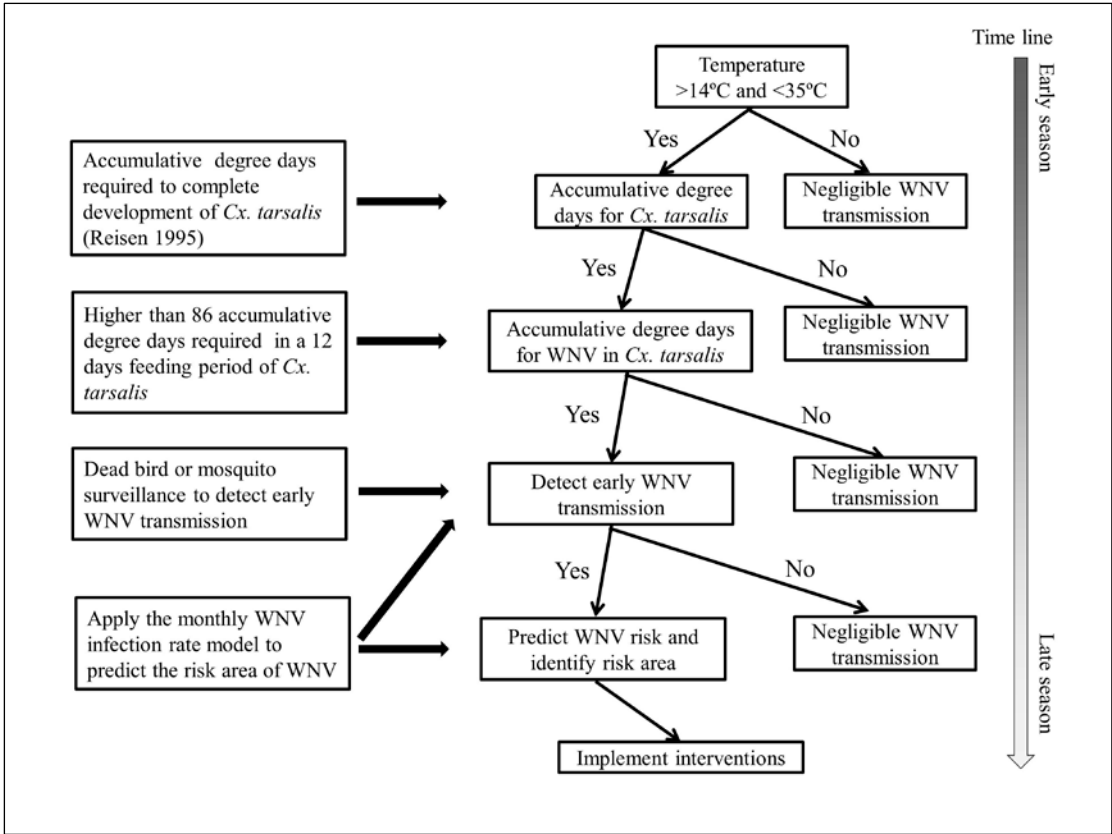 Time line
Early season
Late season
Temperature
>14ºC and <35ºC
Yes
No
Accumulative degree days
required to complete
development of Cx. tarsalis
(Reisen 1995)
Accumulative degree
days for Cx. tarsalis
Negligible WNV
transmission
Yes
No
Higher than 86 accumulative
degree days required in a 12
days feeding period of Cx.
tarsalis
Accumulative degree days
for WNV in Cx. tarsalis
Negligible WNV
transmission
Yes
No
Dead bird or mosquito
surveillance to detect early
WNV transmission
Detect early WNV
transmission
Negligible WNV
transmission
Yes
No
Apply the monthly WNV
infection rate model to
predict the risk area of WNV
Predict WNV risk and
identify risk area
Negligible WNV
transmission
Implement interventions